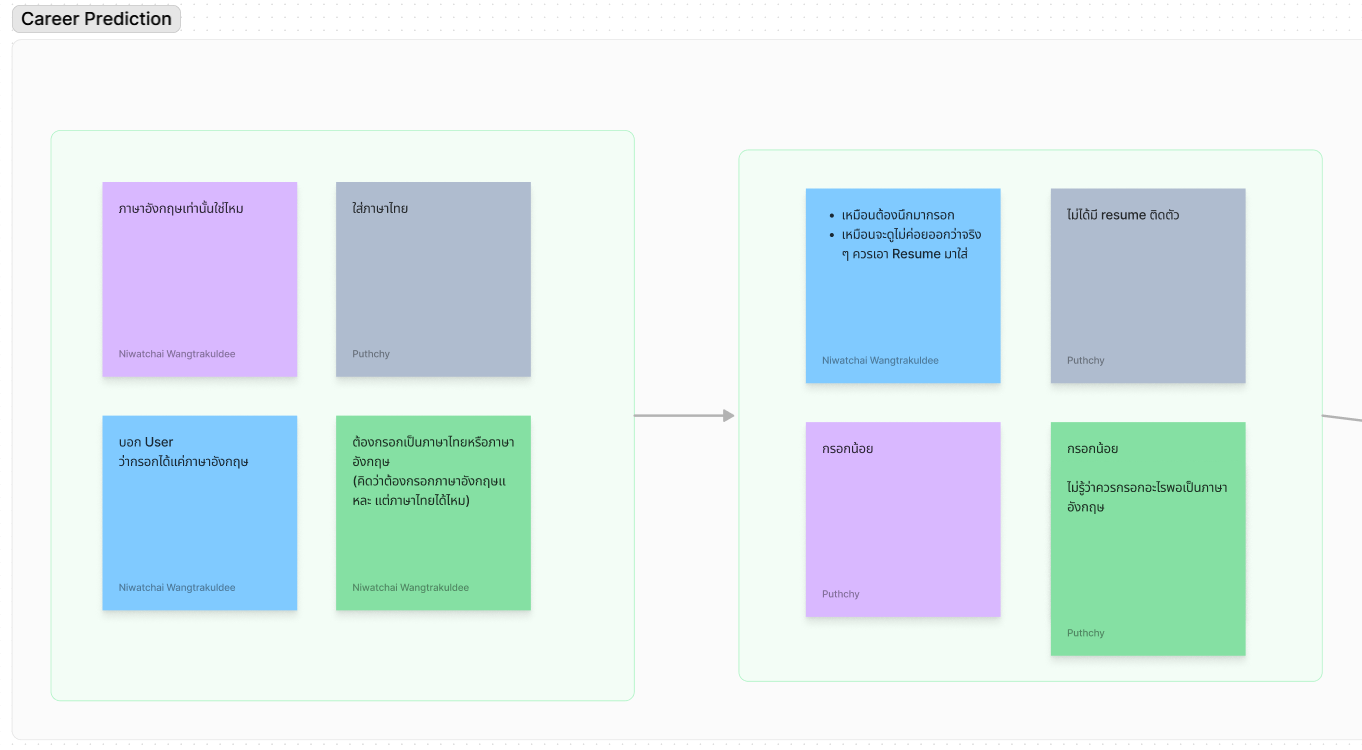 Career Prediction
ภาษาอังกฤษเท่านั้นใช่ไหม
Niwatchai Wangtrakuldee
ใส่ภาษาไทย
Puthchy
บอก User
ว่ากรอกได้แค่ภาษาอังกฤษ
Niwatchai Wangtrakuldee
ต้องกรอกเป็นภาษาไทยหรือภาษา
อังกฤษ
(คิดว่าต้องกรอกภาษาอังกฤษแ
หละ แต่ภาษาไทยได้ไหม)
Niwatchai Wangtrakuldee
• เหมือนต้องนึกมากรอก
• เหมือนจะดูไม่ค่อยออกว่าจริง
ๆ ควรเอา Resume มาใส่
Niwatchai Wangtrakuldee
ไม่ได้มี resume ติดตัว
Puthchy
กรอกน้อย
Puthchy
กรอกน้อย
ไม่รู้ว่าควรกรอกอะไรพอเป็นภาษา
อังกฤษ
Puthchy